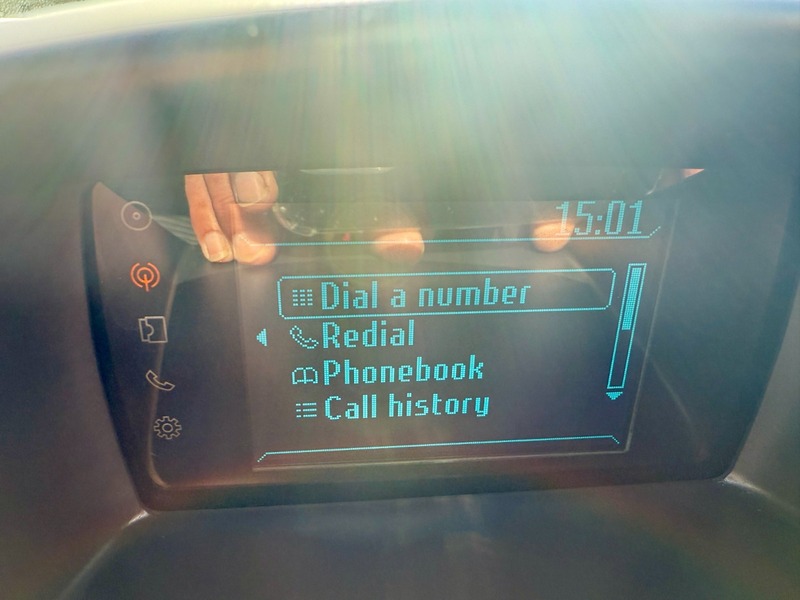 15:01
Dial a number
Redial
Phonebook
Call history